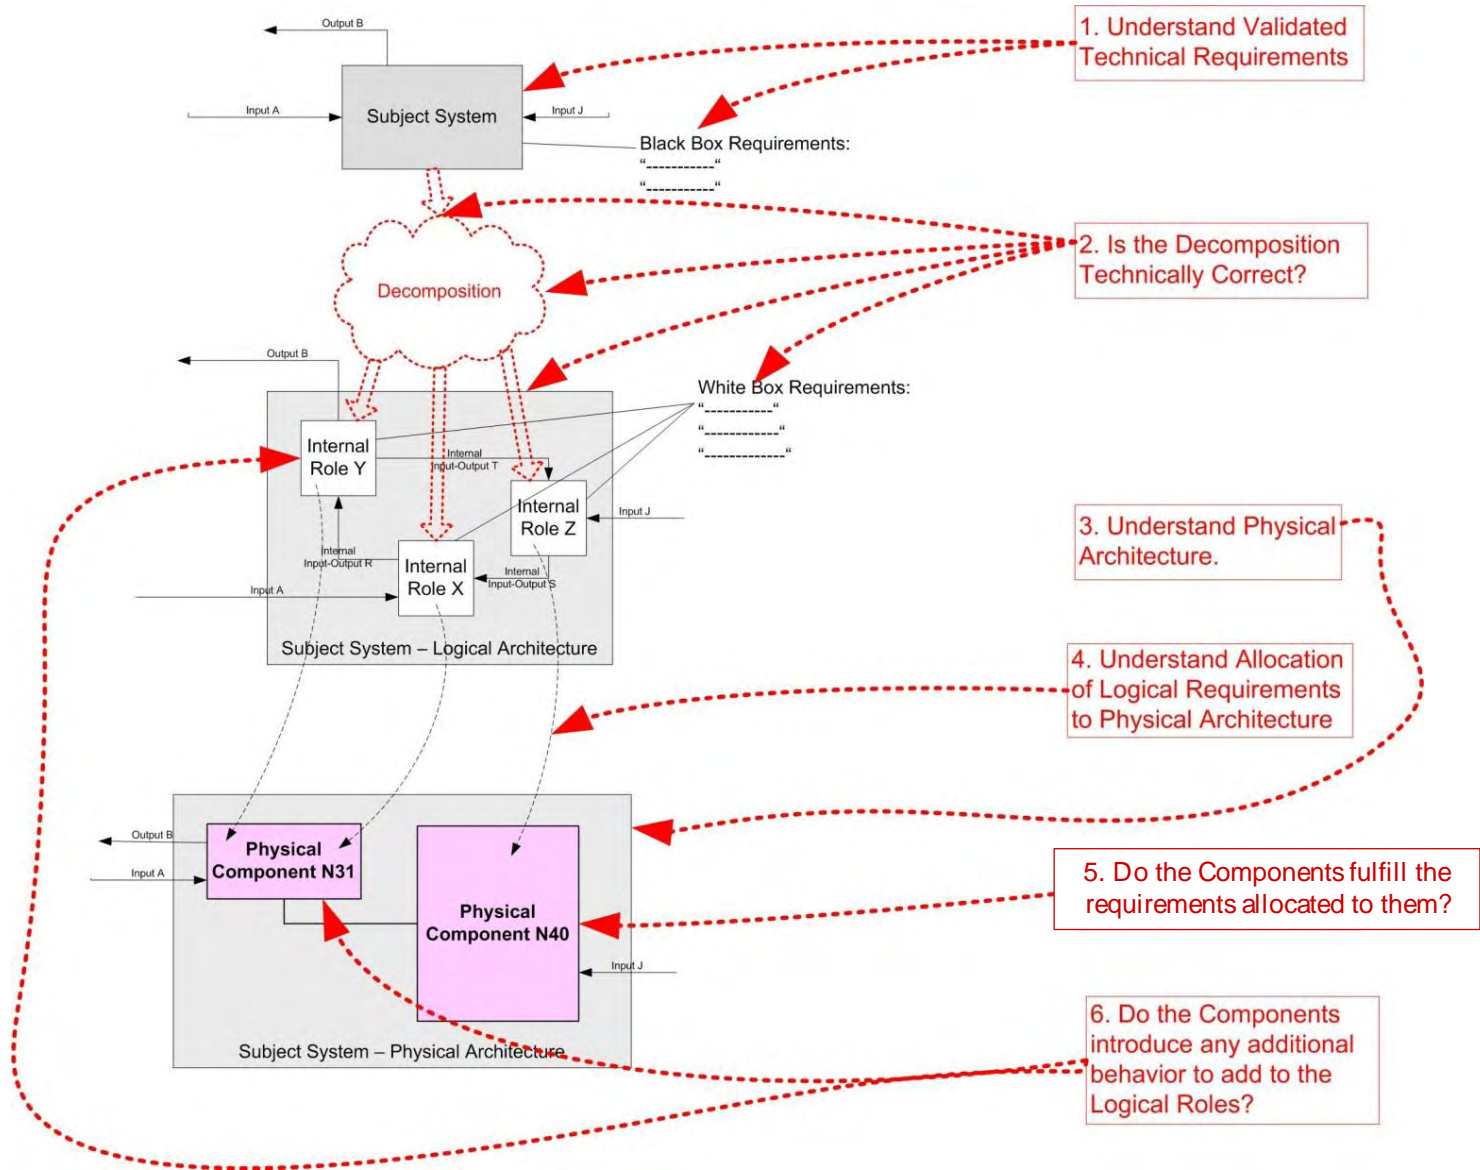 Output B
1. Understand Validated
Technical Requirements
Input A
Subject System
Input J
Black Box Requirements:
"-----------"
"-----------"
2. Is the Decomposition
Technically Correct?
Decomposition
Output B
White Box Requirements:
"-----------"
"------------"
"-------------"
Internal
Role Y
Internal
Input-Output T
Internal
Role Z
Input J
3. Understand Physical
Architecture.
Internal
Input-Output R
Internal
Role X
Internal
Input-Output S
Input A
Subject System – Logical Architecture
4. Understand Allocation
of Logical Requirements
to Physical Architecture
Output B
Physical
Component N31
Input A
5. Do the Components fulfill the
requirements allocated to them?
Physical
Component N40
Input J
6. Do the Components
introduce any additional
behavior to add to the
Logical Roles?
Subject System – Physical Architecture